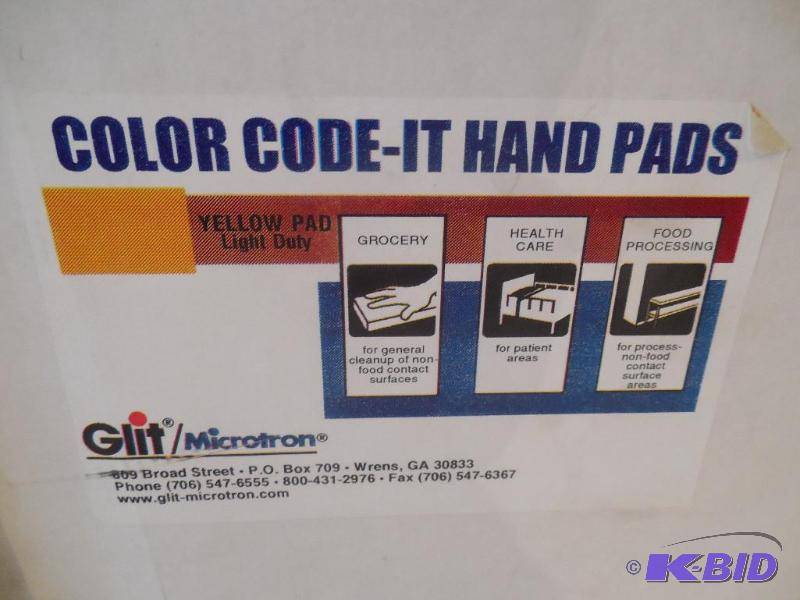 COLOR CODE-IT HAND PADS
YELLOW PAD
Light Duty
GROCERY
for general
cleanup of non-
food contact
surfaces
HEALTH
CARE
for patient
areas
FOOD
PROCESSING
for process-
non-food
contact
surface
areas
Glit®/Microtron®
809 Broad Street • P.O. Box 709 • Wrens, GA 30833
Phone (706) 547-6555 • 800-431-2976 • Fax (706) 547-6367
www.glit-microtron.com
© K-BID